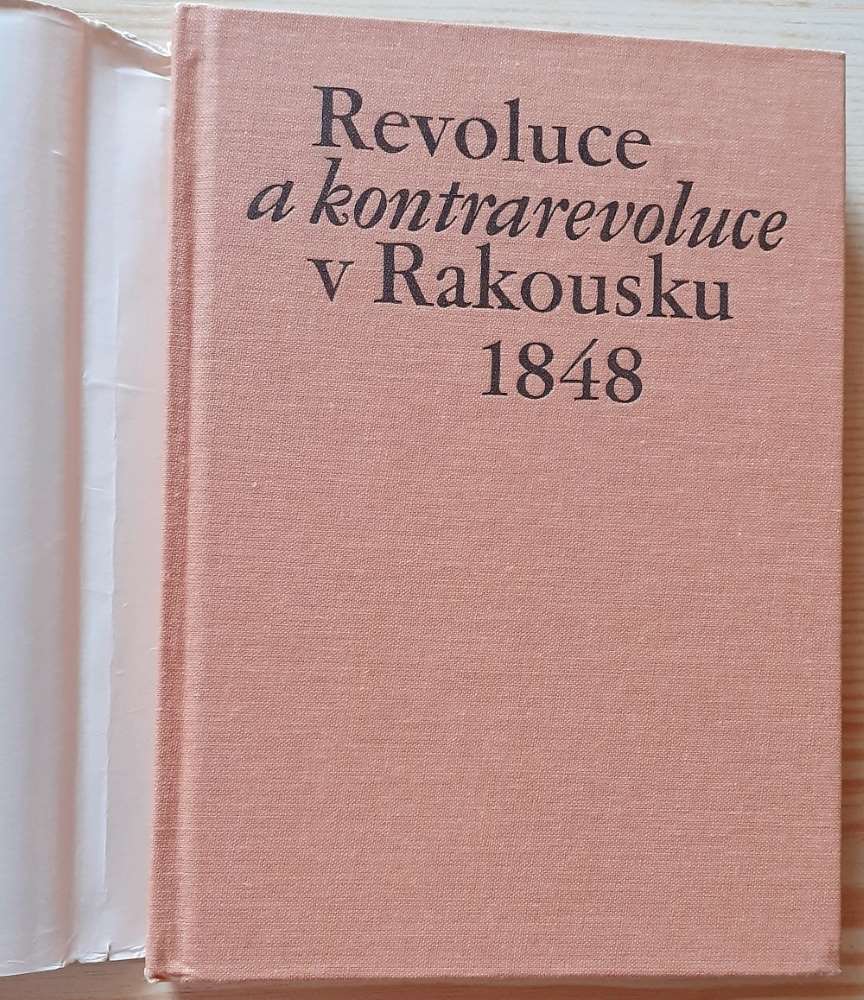 Revoluce
a kontrarevoluce
v Rakousku
1848